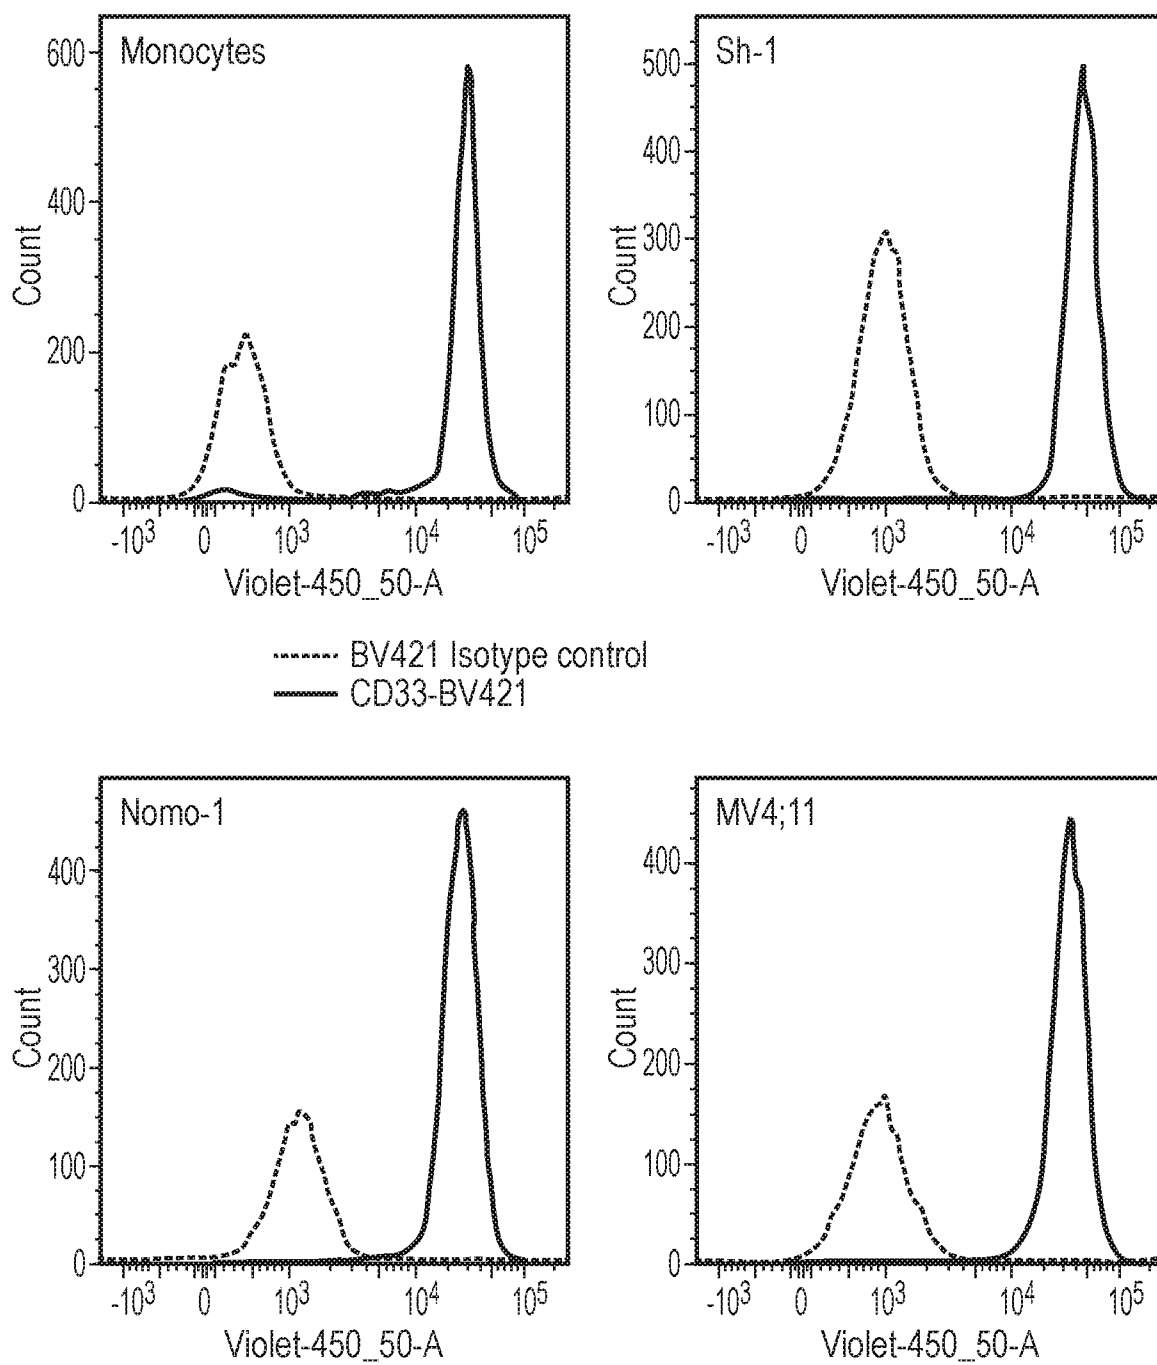 Monocytes
600
400
200
0
Count
-10³ 0 10³ 10⁴ 10⁵
Violet-450_50-A
Sh-1
500
400
300
200
100
0
Count
-10³ 0 10³ 10⁴ 10⁵
Violet-450_50-A
BV421 Isotype control
CD33-BV421
Nomo-1
400
300
200
100
0
Count
-10³ 0 10³ 10⁴ 10⁵
Violet-450_50-A
MV4;11
400
300
200
100
0
Count
-10³ 0 10³ 10⁴ 10⁵
Violet-450_50-A